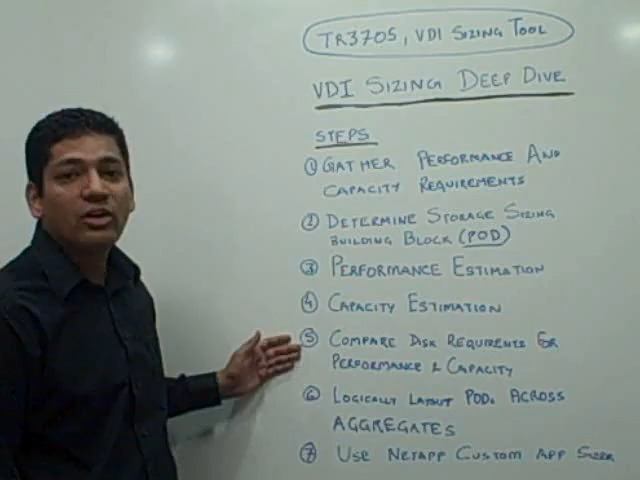 TR3705, VDI SIZING TOOL
VDI SIZING DEEP DIVE
STEPS
① GATHER PERFORMANCE AND
CAPACITY REQUIREMENTS
② DETERMINE STORAGE SIZING
BUILDING BLOCK (POD)
③ PERFORMANCE ESTIMATION
④ CAPACITY ESTIMATION
⑤ COMPARE DISK REQUIRENTS FOR
PERFORMANCE & CAPACITY
⑥ LOGICALLY LAYOUT PODs ACROSS
AGGREGATES
⑦ USE NETAPP CUSTOM APP SIZER